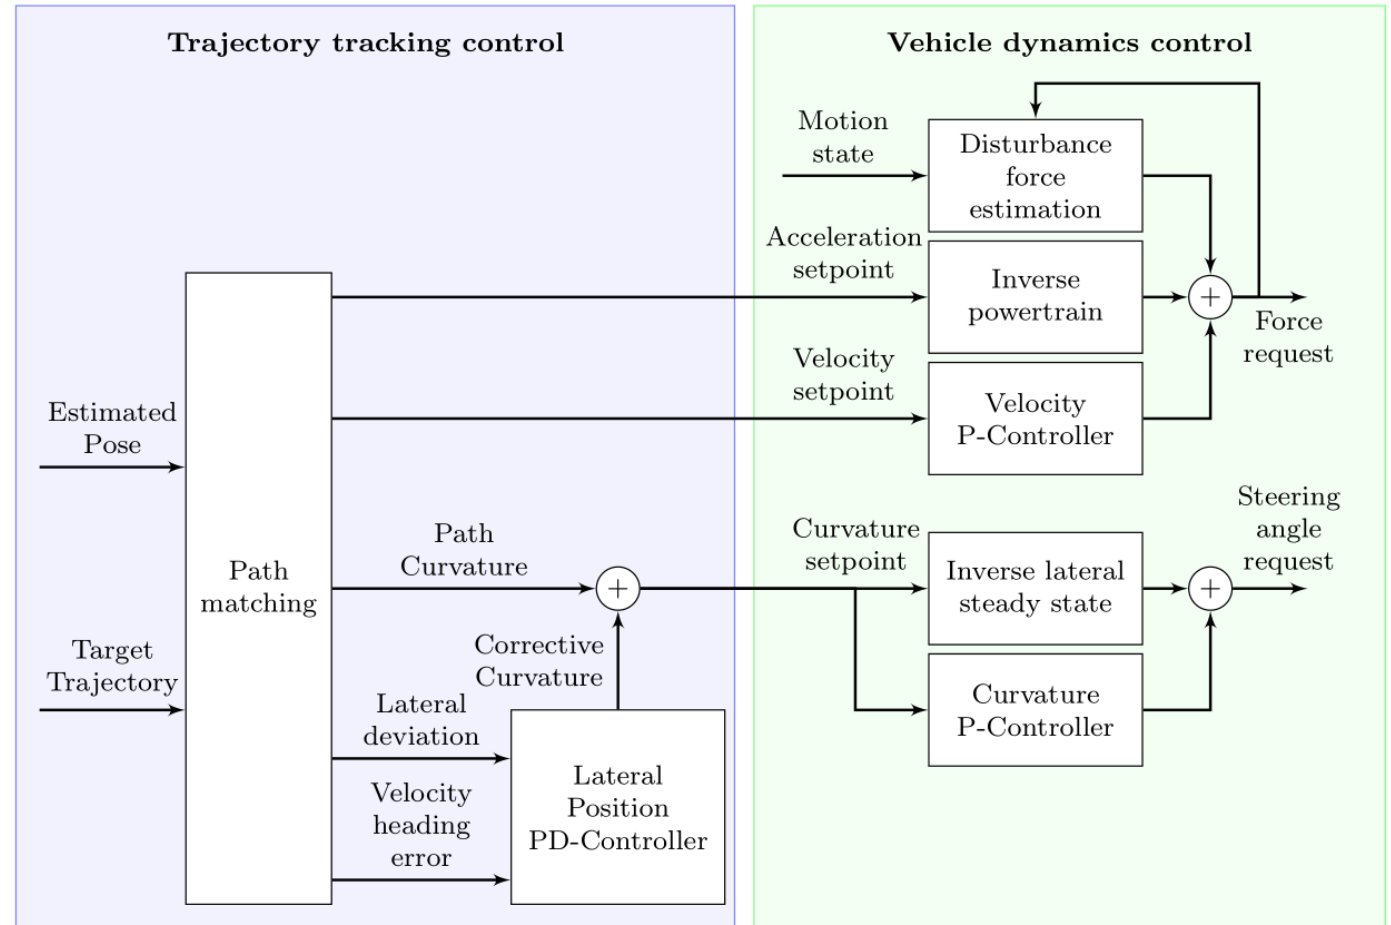 Trajectory tracking control
Estimated
Pose
Target
Trajectory
Path
matching
Path
Curvature
+
Corrective
Curvature
Lateral
deviation
Velocity
heading
error
Lateral
Position
PD-Controller
Vehicle dynamics control
Motion
state
Disturbance
force
estimation
Acceleration
setpoint
Inverse
powertrain
+
Force
request
Velocity
setpoint
Velocity
P-Controller
Curvature
setpoint
Inverse lateral
steady state
+
Steering
angle
request
Curvature
P-Controller